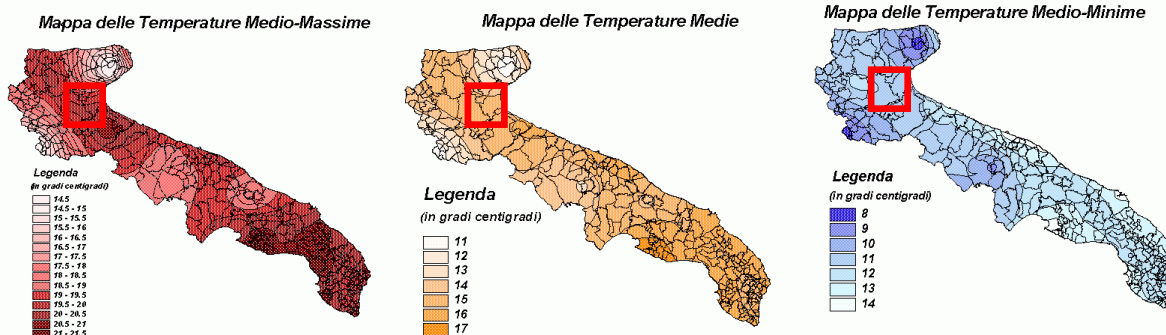 Mappa delle Temperature Medio-Massime
Legenda
(in gradi centigradi)
14.5
14.5 - 15
15 - 15.5
15.5 - 16
16 - 16.5
16.5 - 17
17 - 17.5
17.5 - 18
18 - 18.5
18.5 - 19
19 - 19.5
19.5 - 20
20 - 20.5
20.5 - 21
21 - 21.5
Mappa delle Temperature Medie
Legenda
(in gradi centigradi)
11
12
13
14
15
16
17
Mappa delle Temperature Medio-Minime
Legenda
(in gradi centigradi)
8
9
10
11
12
13
14